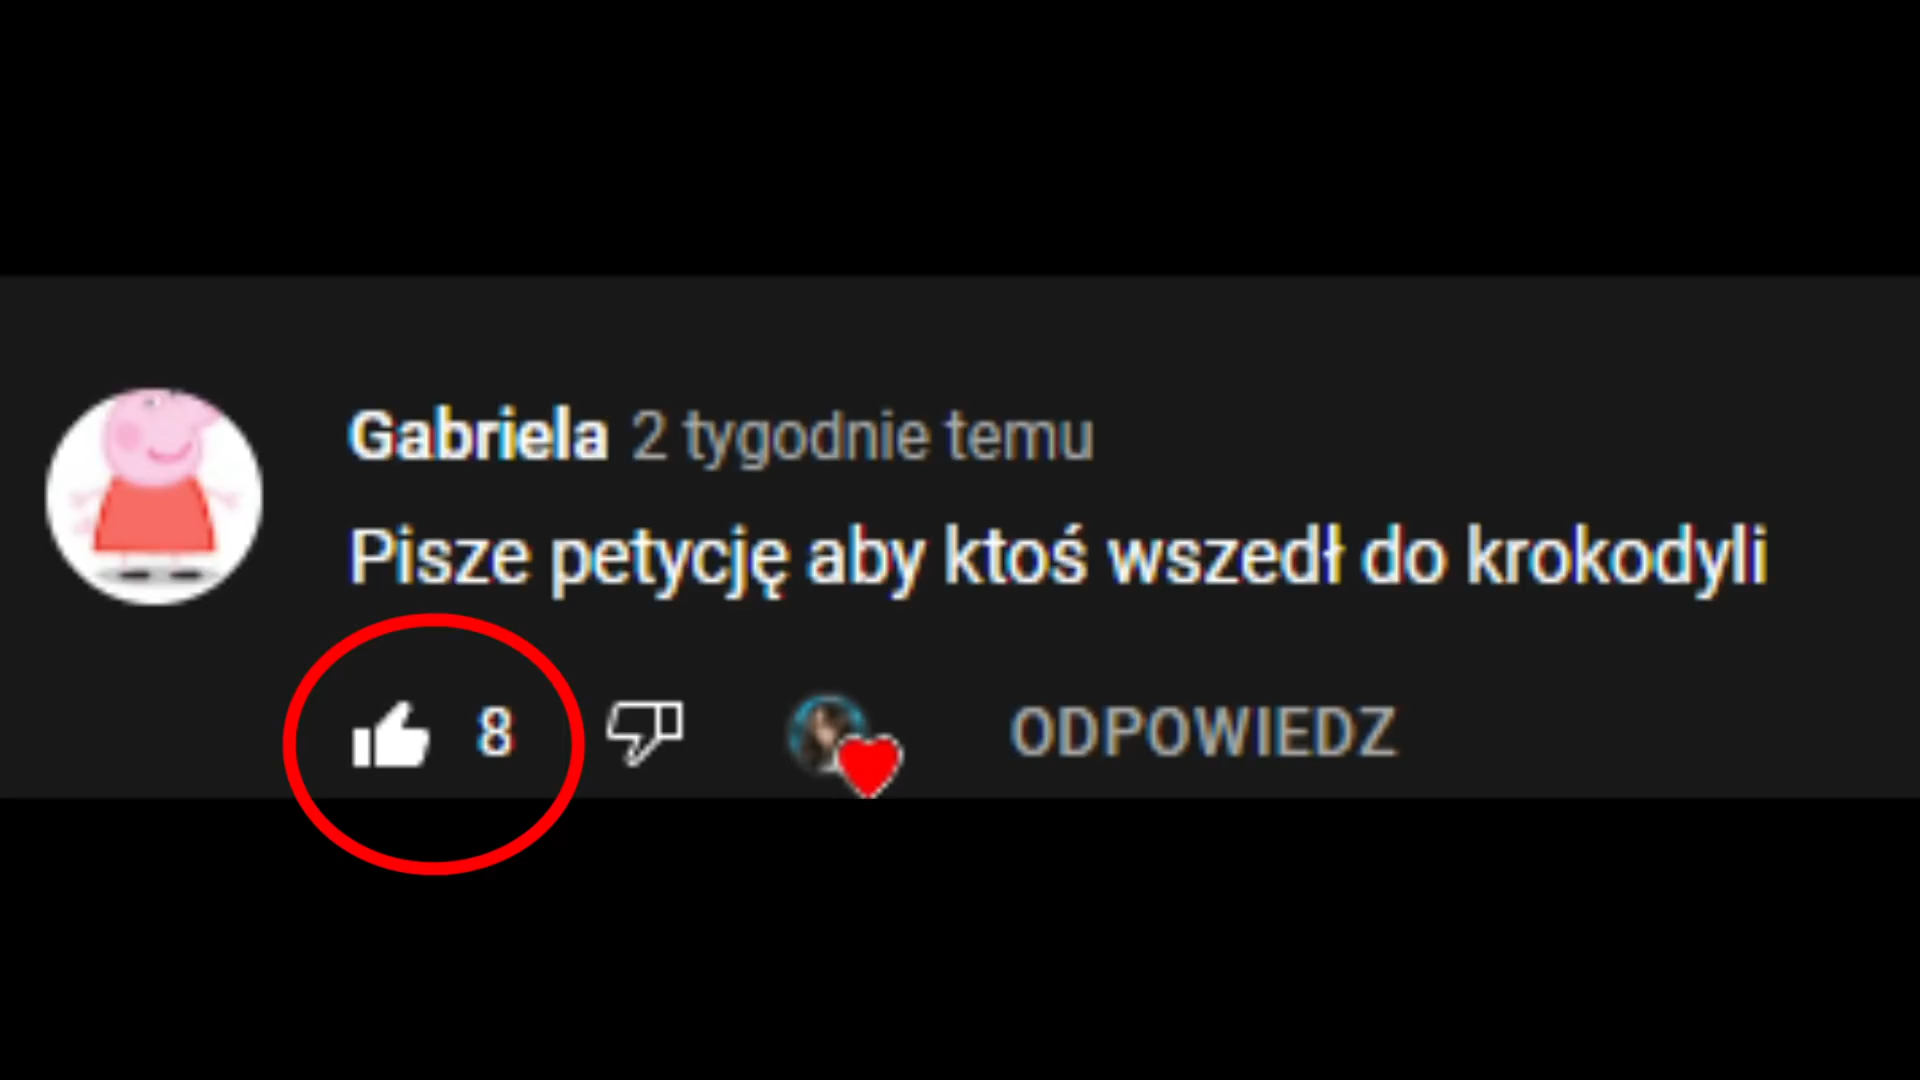 Gabriela 2 tygodnie temu
Pisze petycję aby ktoś wszedł do krokodyli
8 ODPOWIEDZ